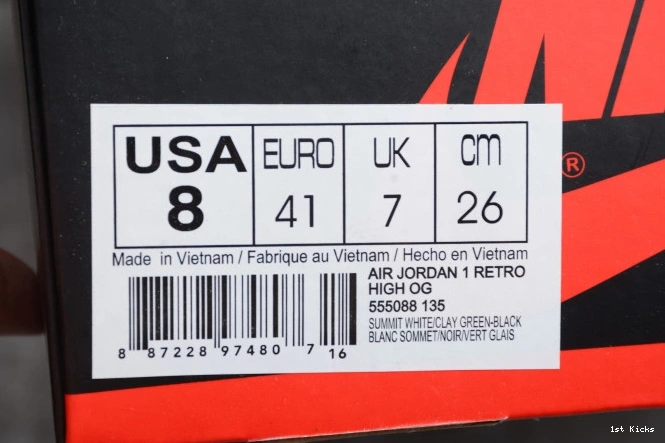 USA EURO UK cm
8 41 7 26
®
Made in Vietnam / Fabrique au Vietnam / Hecho en Vietnam
AIR JORDAN 1 RETRO
HIGH OG
555088 135
SUMMIT WHITE/CLAY GREEN-BLACK
BLANC SOMMET/NOIR/VERT GLAIS
8 87228 97480 7 16
1st Kicks